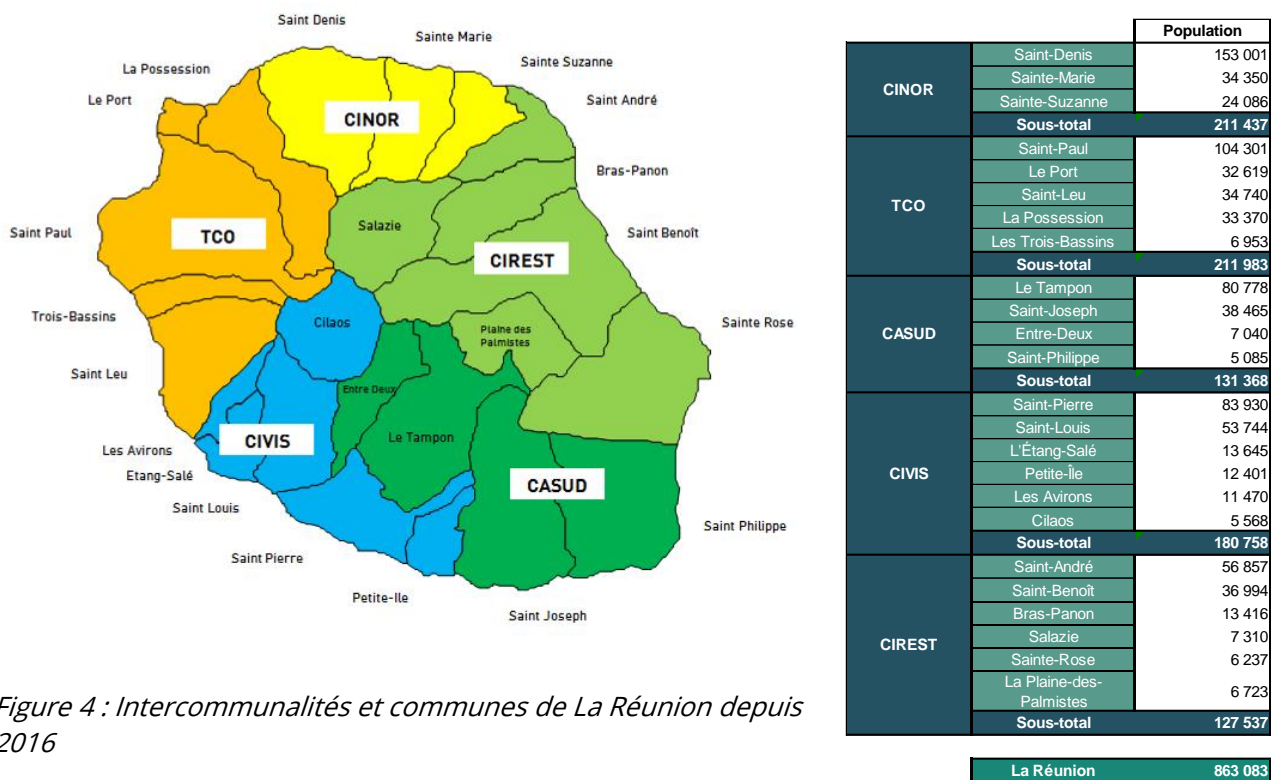 Saint Denis
Sainte Marie
Sainte Suzanne
La Possession
Saint André
Le Port
CINOR
Bras-Panon
Salazie
Saint Paul
TCO
Saint Benoît
CIREST
Trois-Bassins
Cilaos
Plaine des
Palmistes
Sainte Rose
Saint Leu
Entre Deux
Les Avirons
CIVIS
Le Tampon
Etang-Salé
CASUD
Saint Louis
Saint Philippe
Saint Pierre
Petite-Ile
Saint Joseph
Figure 4 : Intercommunalités et communes de La Réunion depuis
2016
Population
CINOR
Saint-Denis 153 001
Sainte-Marie 34 350
Sainte-Suzanne 24 086
Sous-total 211 437
TCO
Saint-Paul 104 301
Le Port 32 619
Saint-Leu 34 740
La Possession 33 370
Les Trois-Bassins 6 953
Sous-total 211 983
CASUD
Le Tampon 80 778
Saint-Joseph 38 465
Entre-Deux 7 040
Saint-Philippe 5 085
Sous-total 131 368
CIVIS
Saint-Pierre 83 930
Saint-Louis 53 744
L'Étang-Salé 13 645
Petite-Île 12 401
Les Avirons 11 470
Cilaos 5 568
Sous-total 180 758
CIREST
Saint-André 56 857
Saint-Benoît 36 994
Bras-Panon 13 416
Salazie 7 310
Sainte-Rose 6 237
La Plaine-des-
Palmistes 6 723
Sous-total 127 537
La Réunion 863 083